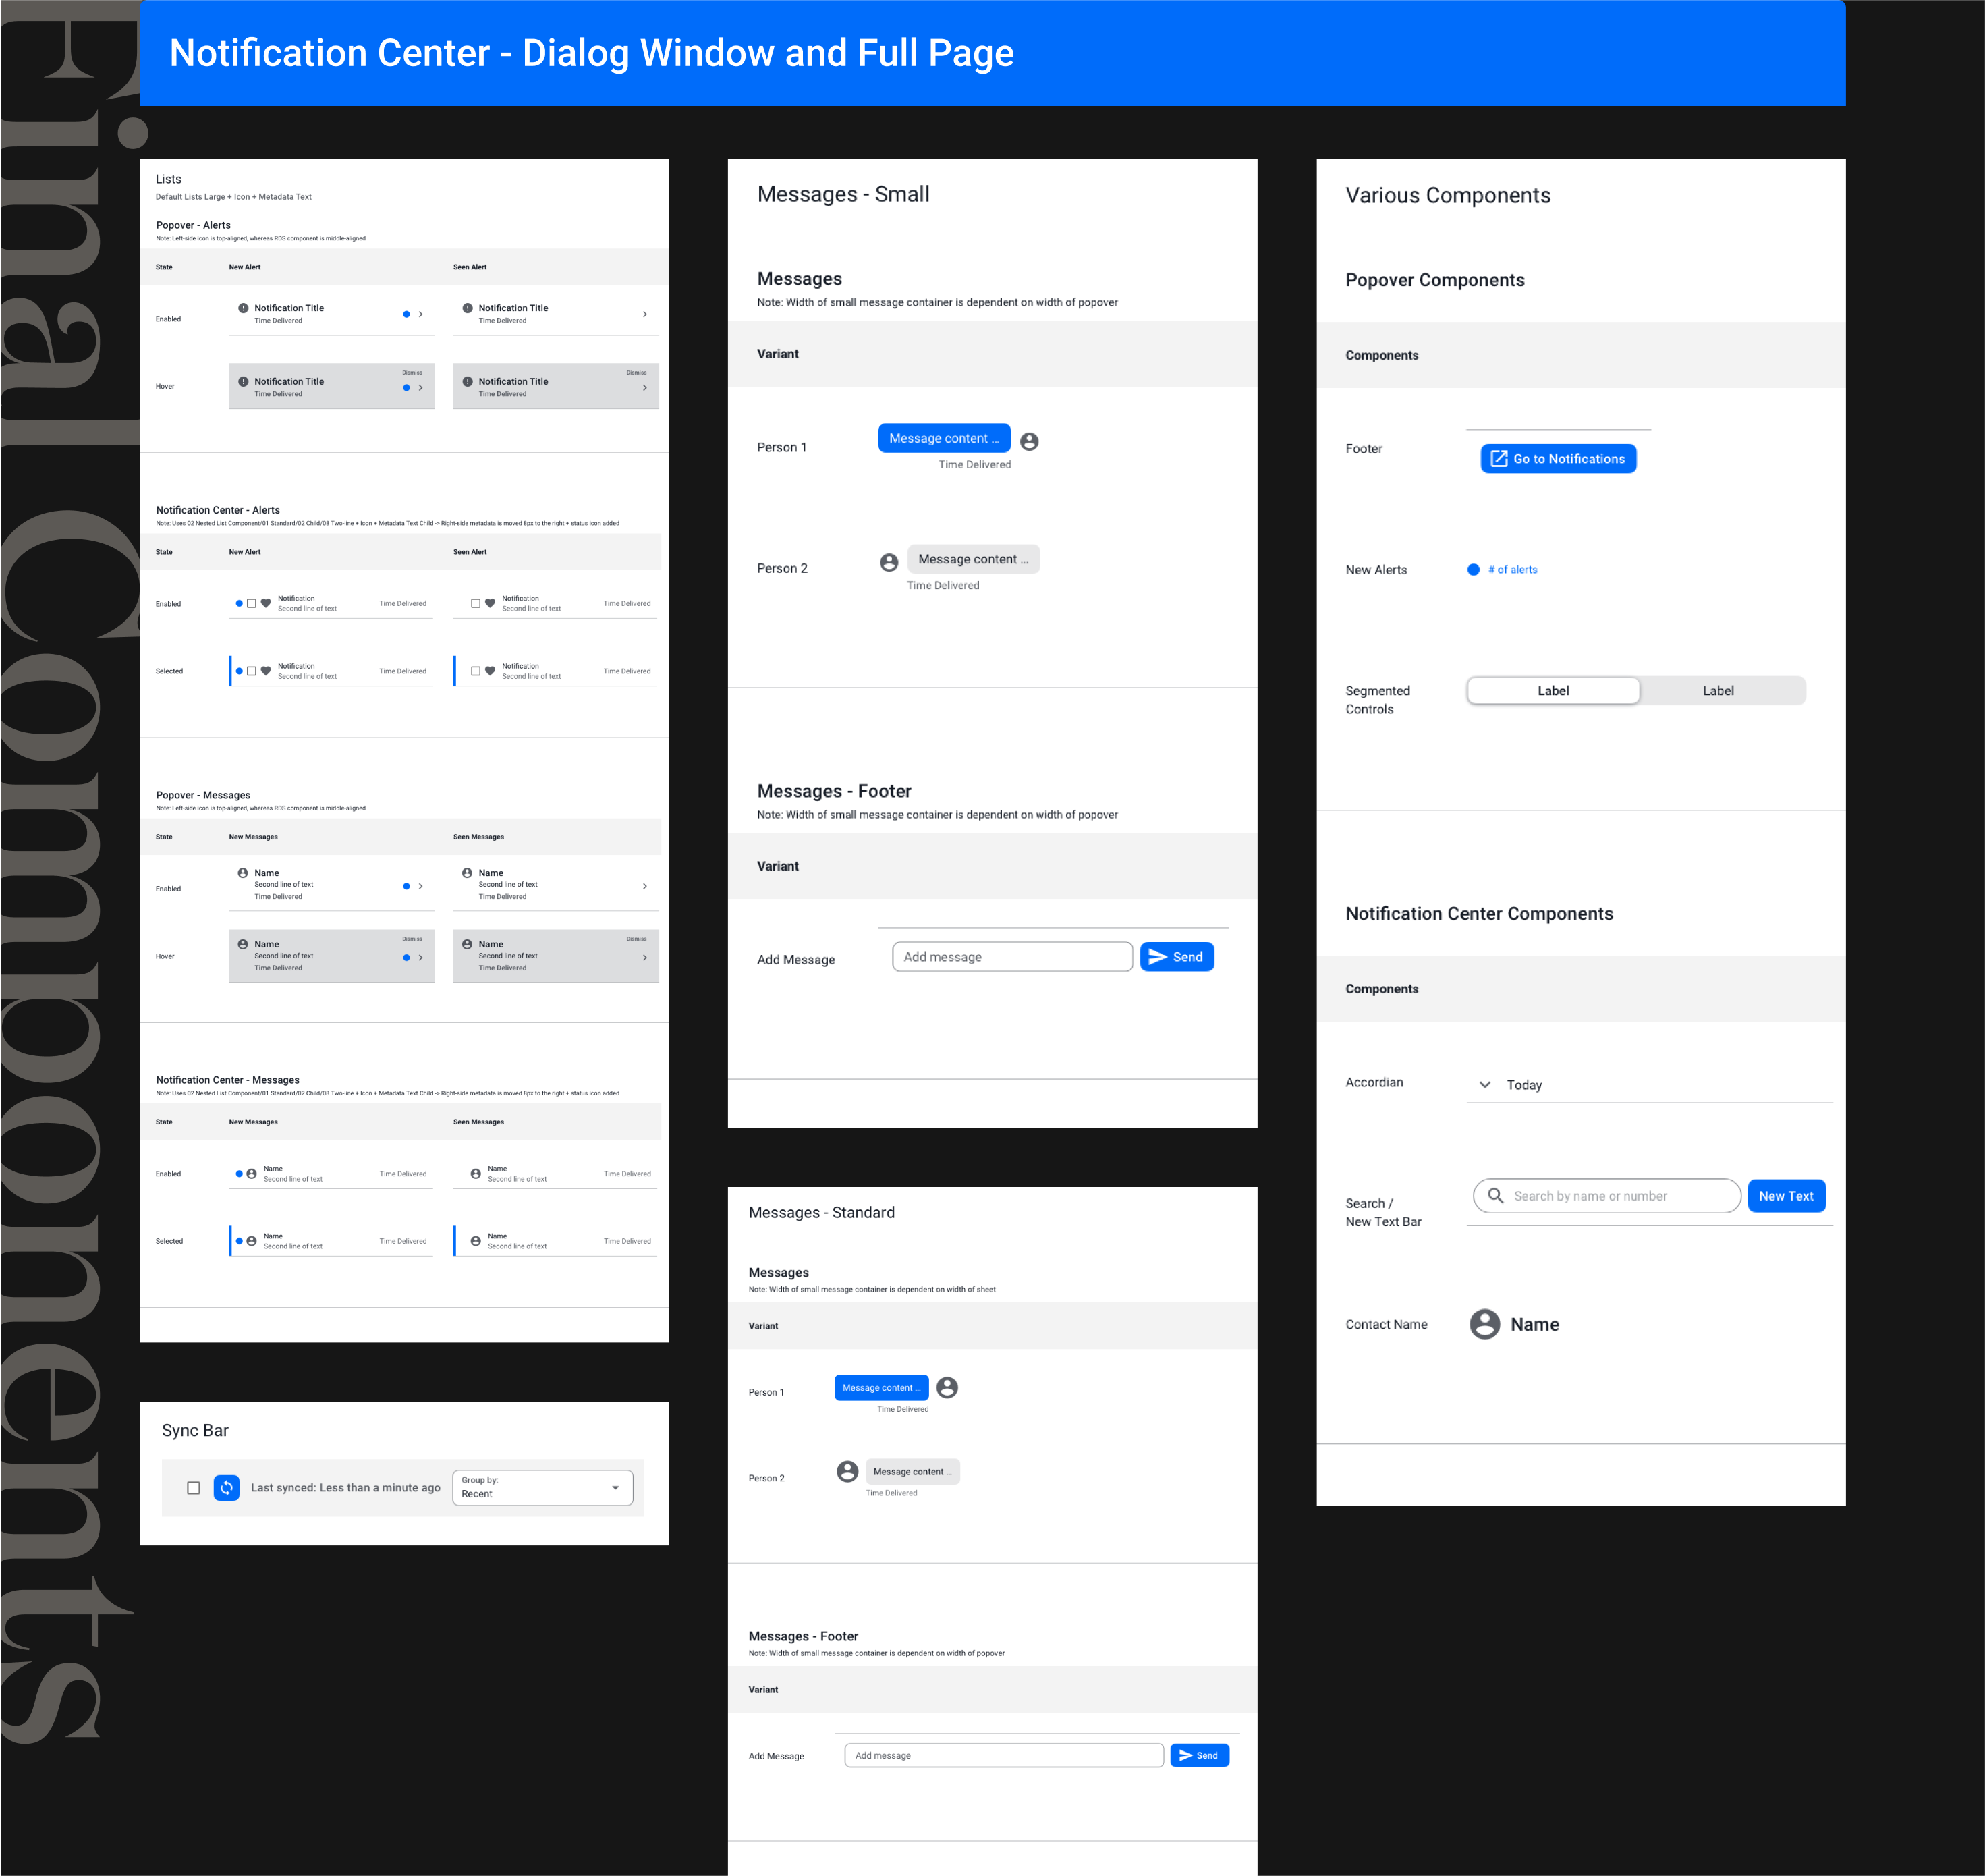 Final Components
Notification Center - Dialog Window and Full Page
Lists
Default Lists Large + Icon + Metadata Text
Popover - Alerts
Note: Left-side icon is top-aligned, whereas RDS component is middle-aligned
State New Alert Seen Alert
Enabled
Notification Title
Time Delivered
Notification Title
Time Delivered
Hover
Dismiss
Notification Title
Time Delivered
Dismiss
Notification Title
Time Delivered
Notification Center - Alerts
Note: Uses 02 Nested List Component/01 Standard/02 Child/08 Two-line + Icon + Metadata Text Child -> Right-side metadata is moved 8px to the right + status icon added
State New Alert Seen Alert
Enabled
Notification
Second line of text
Time Delivered
Notification
Second line of text
Time Delivered
Selected
Notification
Second line of text
Time Delivered
Notification
Second line of text
Time Delivered
Popover - Messages
Note: Left-side icon is top-aligned, whereas RDS component is middle-aligned
State New Messages Seen Messages
Enabled
Name
Second line of text
Time Delivered
Name
Second line of text
Time Delivered
Hover
Dismiss
Name
Second line of text
Time Delivered
Dismiss
Name
Second line of text
Time Delivered
Notification Center - Messages
Note: Uses 02 Nested List Component/01 Standard/02 Child/08 Two-line + Icon + Metadata Text Child -> Right-side metadata is moved 8px to the right + status icon added
State New Messages Seen Messages
Enabled
Name
Second line of text
Time Delivered
Name
Second line of text
Time Delivered
Selected
Name
Second line of text
Time Delivered
Name
Second line of text
Time Delivered
Sync Bar
Last synced: Less than a minute ago
Group by:
Recent
Messages - Small
Messages
Note: Width of small message container is dependent on width of popover
Variant
Person 1
Message content ...
Time Delivered
Person 2
Message content ...
Time Delivered
Messages - Footer
Note: Width of small message container is dependent on width of popover
Variant
Add Message
Add message
Send
Messages - Standard
Messages
Note: Width of small message container is dependent on width of sheet
Variant
Person 1
Message content ...
Time Delivered
Person 2
Message content ...
Time Delivered
Messages - Footer
Note: Width of small message container is dependent on width of popover
Variant
Add Message
Add message
Send
Various Components
Popover Components
Components
Footer
Go to Notifications
New Alerts
# of alerts
Segmented
Controls
Label
Label
Notification Center Components
Components
Accordian
Today
Search /
New Text Bar
Search by name or number
New Text
Contact Name
Name